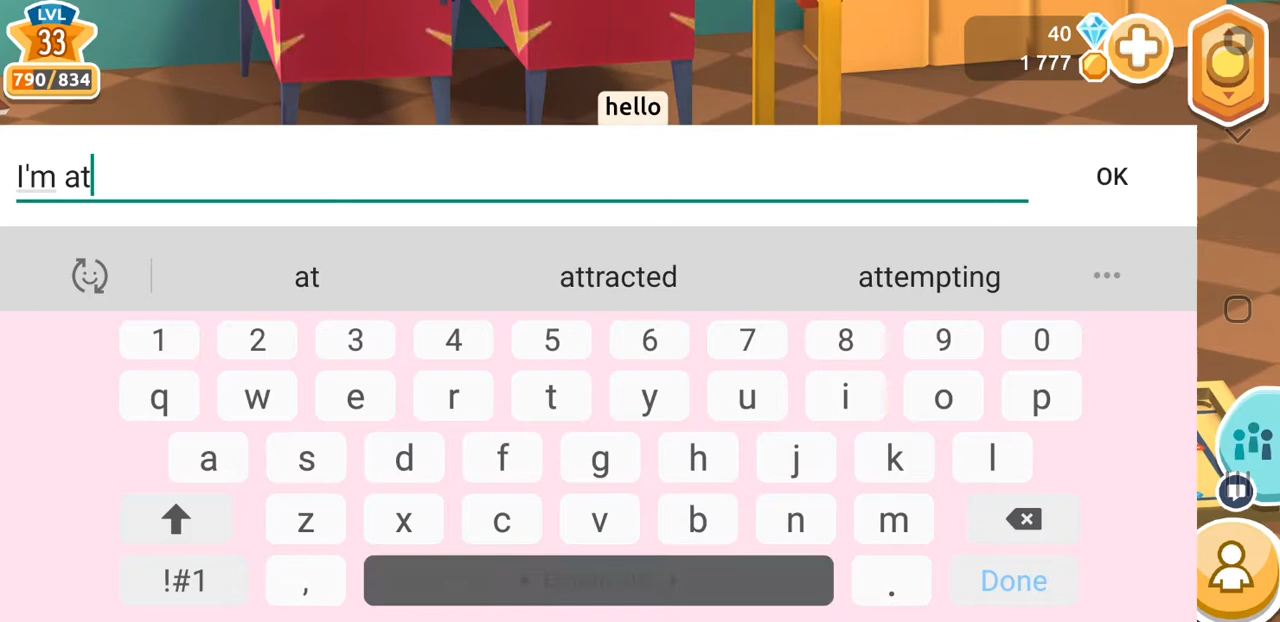 LVL
33
790/834
40
1 777
hello
I'm at
OK
at attracted attempting
1 2 3 4 5 6 7 8 9 0
q w e r t y u i o p
a s d f g h j k l
z x c v b n m
!#1 , . Done